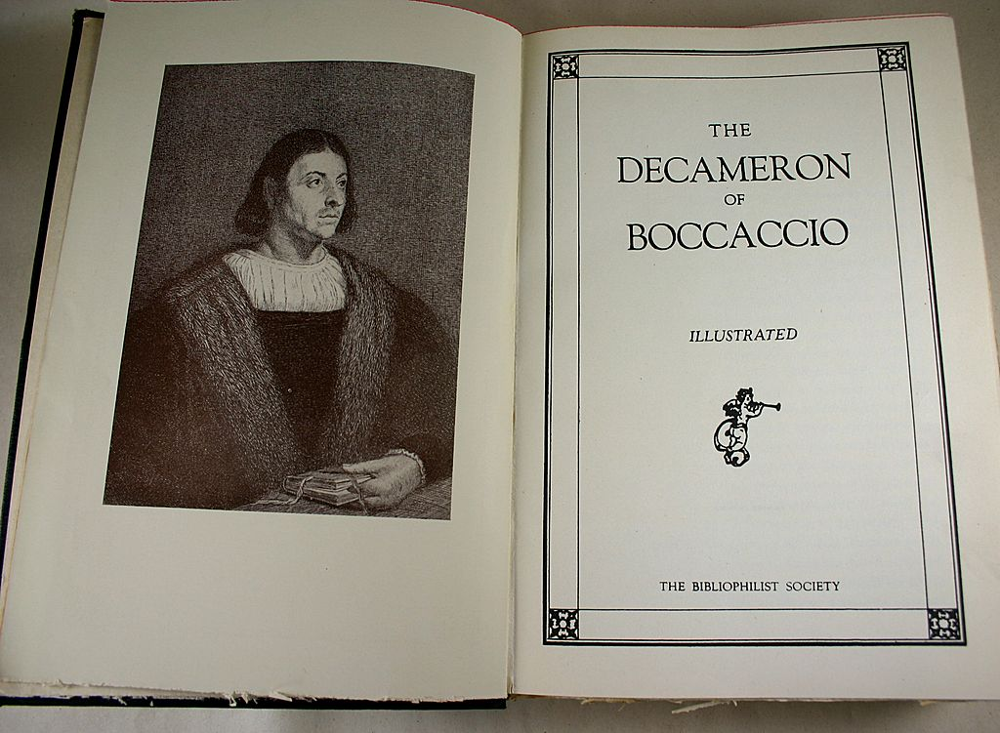 THE
DECAMERON
OF
BOCCACCIO
ILLUSTRATED
THE BIBLIOPHILIST SOCIETY